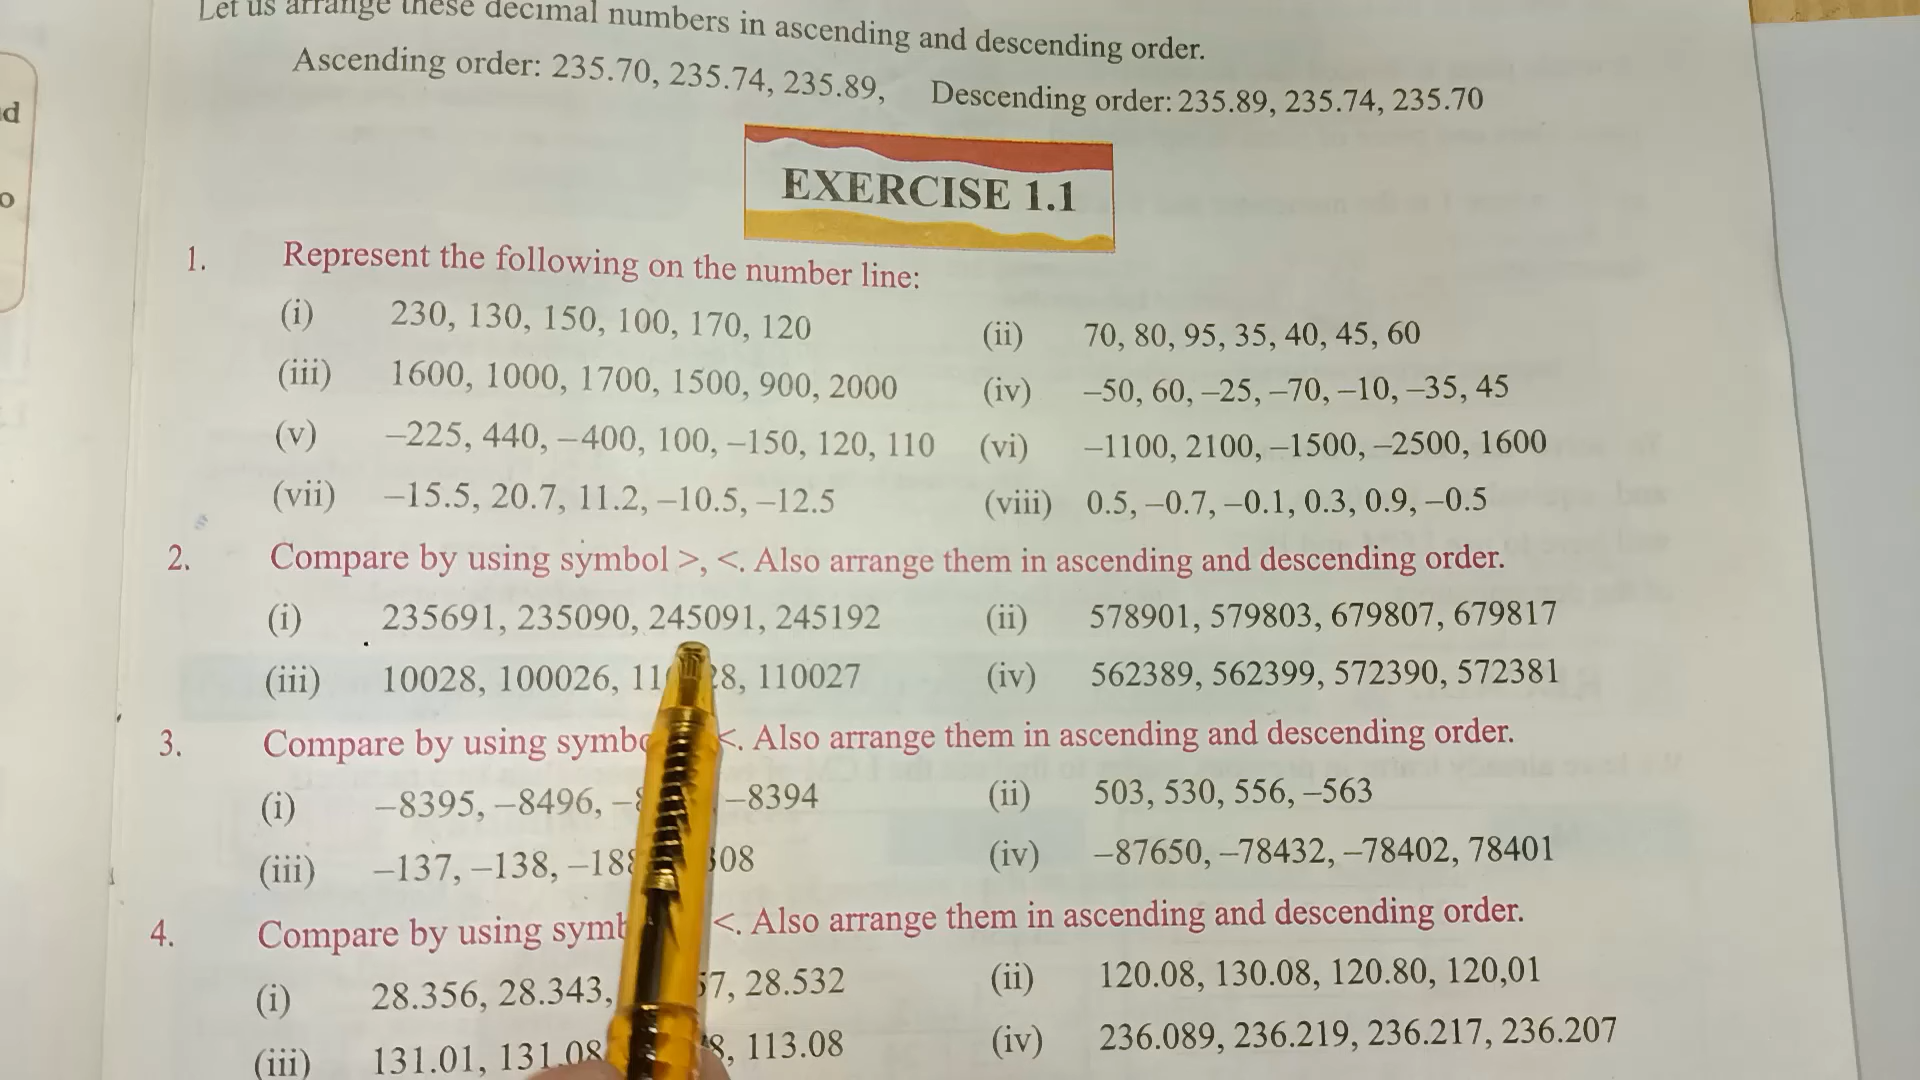 Let us arrange these decimal numbers in ascending and descending order.
Ascending order: 235.70, 235.74, 235.89, Descending order: 235.89, 235.74, 235.70
EXERCISE 1.1
1. Represent the following on the number line:
(i) 230, 130, 150, 100, 170, 120 (ii) 70, 80, 95, 35, 40, 45, 60
(iii) 1600, 1000, 1700, 1500, 900, 2000 (iv) –50, 60, –25, –70, –10, –35, 45
(v) –225, 440, –400, 100, –150, 120, 110 (vi) –1100, 2100, –1500, –2500, 1600
(vii) –15.5, 20.7, 11.2, –10.5, –12.5 (viii) 0.5, –0.7, –0.1, 0.3, 0.9, –0.5
2. Compare by using symbol >, <. Also arrange them in ascending and descending order.
(i) 235691, 235090, 245091, 245192 (ii) 578901, 579803, 679807, 679817
(iii) 10028, 100026, 110027 (iv) 562389, 562399, 572390, 572381
3. Compare by using <. Also arrange them in ascending and descending order.
(i) –8395, –8496, –8394 (ii) 503, 530, 556, –563
(iii) –137, –138, (iv) –87650, –78432, –78402, 78401
4. Compare by using <. Also arrange them in ascending and descending order.
(i) 28.356, 28.343, 28.532 (ii) 120.08, 130.08, 120.80, 120,01
(iii) 131.01, 131.08 113.08 (iv) 236.089, 236.219, 236.217, 236.207